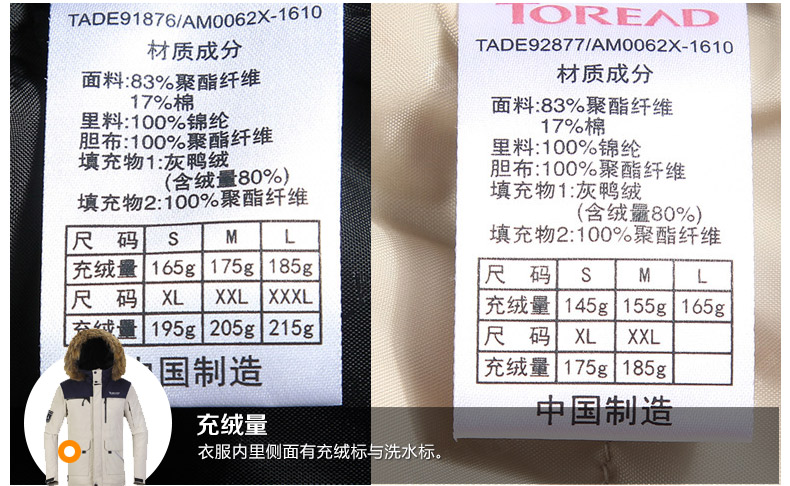 TADE91876/AM0062X-1610
材质成分
面料:83%聚酯纤维
17%棉
里料:100%锦纶
胆布:100%聚酯纤维
填充物1:灰鸭绒
(含绒量80%)
填充物2:100%聚酯纤维
尺 码 S M L
充绒量 165g 175g 185g
尺 码 XL XXL XXXL
充绒量 195g 205g 215g
中国制造
TOREAD
TADE92877/AM0062X-1610
材质成分
面料:83%聚酯纤维
17%棉
里料:100%锦纶
胆布:100%聚酯纤维
填充物1:灰鸭绒
(含绒量80%)
填充物2:100%聚酯纤维
尺 码 S M L
充绒量 145g 155g 165g
尺 码 XL XXL
充绒量 175g 185g
中国制造
充绒量
衣服内里侧面有充绒标与洗水标。